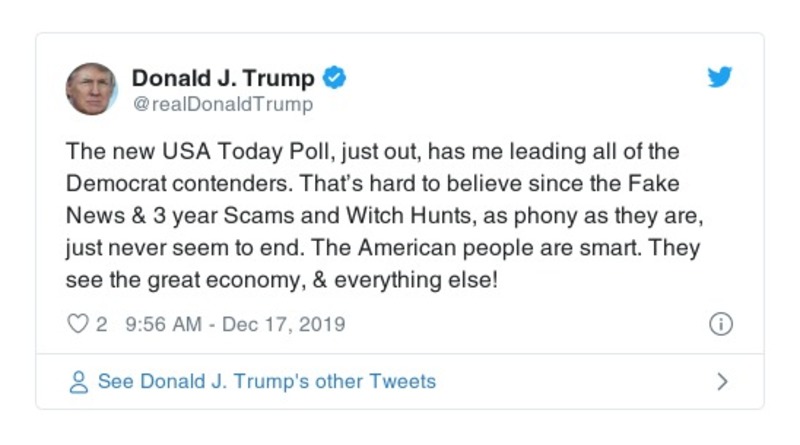 Donald J. Trump
@realDonaldTrump
The new USA Today Poll, just out, has me leading all of the
Democrat contenders. That’s hard to believe since the Fake
News & 3 year Scams and Witch Hunts, as phony as they are,
just never seem to end. The American people are smart. They
see the great economy, & everything else!
2 9:56 AM - Dec 17, 2019
See Donald J. Trump's other Tweets